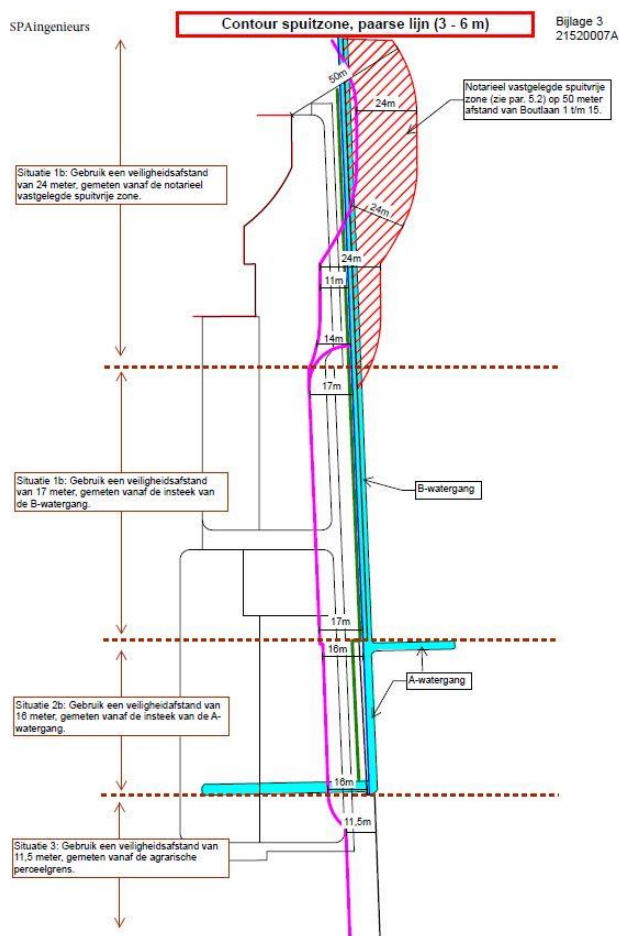 SPAingenieurs
Contour spuitzone, paarse lijn (3 - 6 m)
Bijlage 3
21520007A
50m
24m
Notarieel vastgelegde spuitvrije
zone (zie par. 5.2) op 50 meter
afstand van Boutlaan 1 t/m 15.
Situatie 1b: Gebruik een veiligheidsafstand
van 24 meter, gemeten vanaf de notarieel
vastgelegde spuitvrije zone.
24m
24m
11m
14m
17m
Situatie 1b: Gebruik een veiligheidsafstand
van 17 meter, gemeten vanaf de insteek van
de B-watergang.
B-watergang
17m
16m
A-watergang
Situatie 2b: Gebruik een veiligheidafstand van
16 meter, gemeten vanaf de insteek van de A-
watergang.
16m
11,5m
Situatie 3: Gebruik een veiligheidsafstand van
11,5 meter, gemeten vanaf de agrarische
perceelgrens.